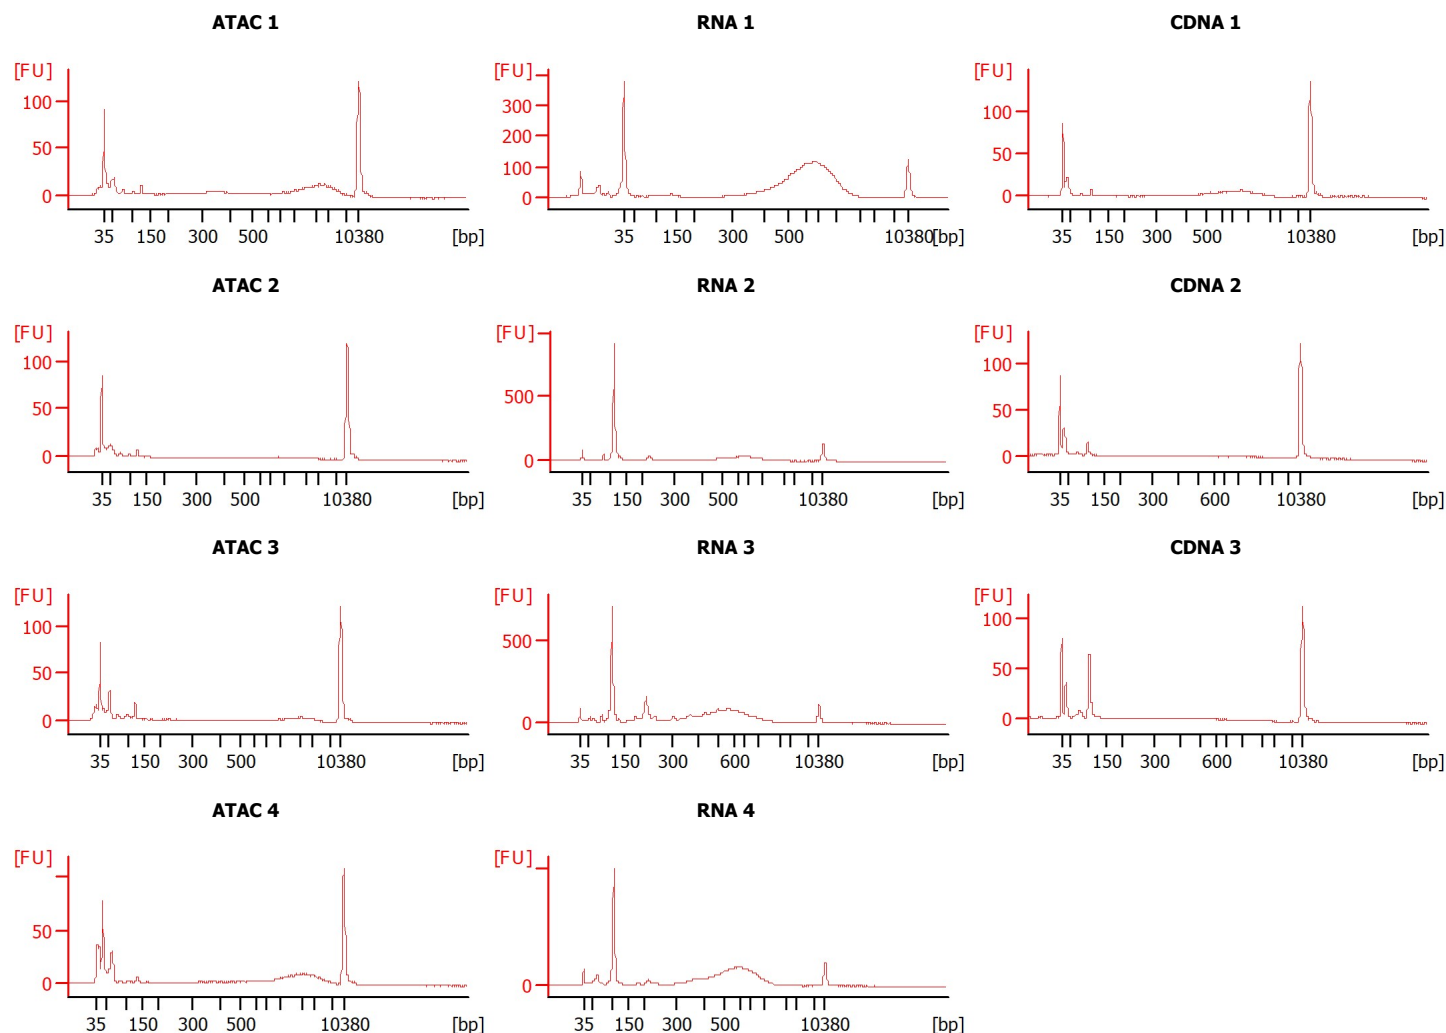 ATAC 1
[FU]
100
50
0
35 150 300 500 10380 [bp]
RNA 1
[FU]
300
200
100
0
35 150 300 500 10380 [bp]
CDNA 1
[FU]
100
50
0
35 150 300 500 10380 [bp]
ATAC 2
[FU]
100
50
0
35 150 300 500 10380 [bp]
RNA 2
[FU]
500
0
35 150 300 500 10380 [bp]
CDNA 2
[FU]
100
50
0
35 150 300 600 10380 [bp]
ATAC 3
[FU]
100
50
0
35 150 300 500 10380 [bp]
RNA 3
[FU]
500
0
35 150 300 600 10380 [bp]
CDNA 3
[FU]
100
50
0
35 150 300 600 10380 [bp]
ATAC 4
[FU]
50
0
35 150 300 500 10380 [bp]
RNA 4
[FU]
0
35 150 300 500 10380 [bp]